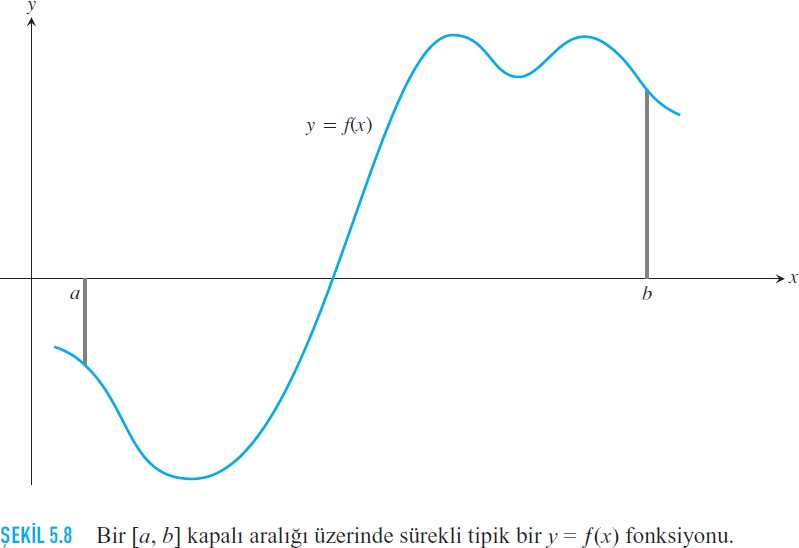 y
y = f(x)
a
b
x
ŞEKİL 5.8 Bir [a, b] kapalı aralığı üzerinde sürekli tipik bir y = f(x) fonksiyonu.